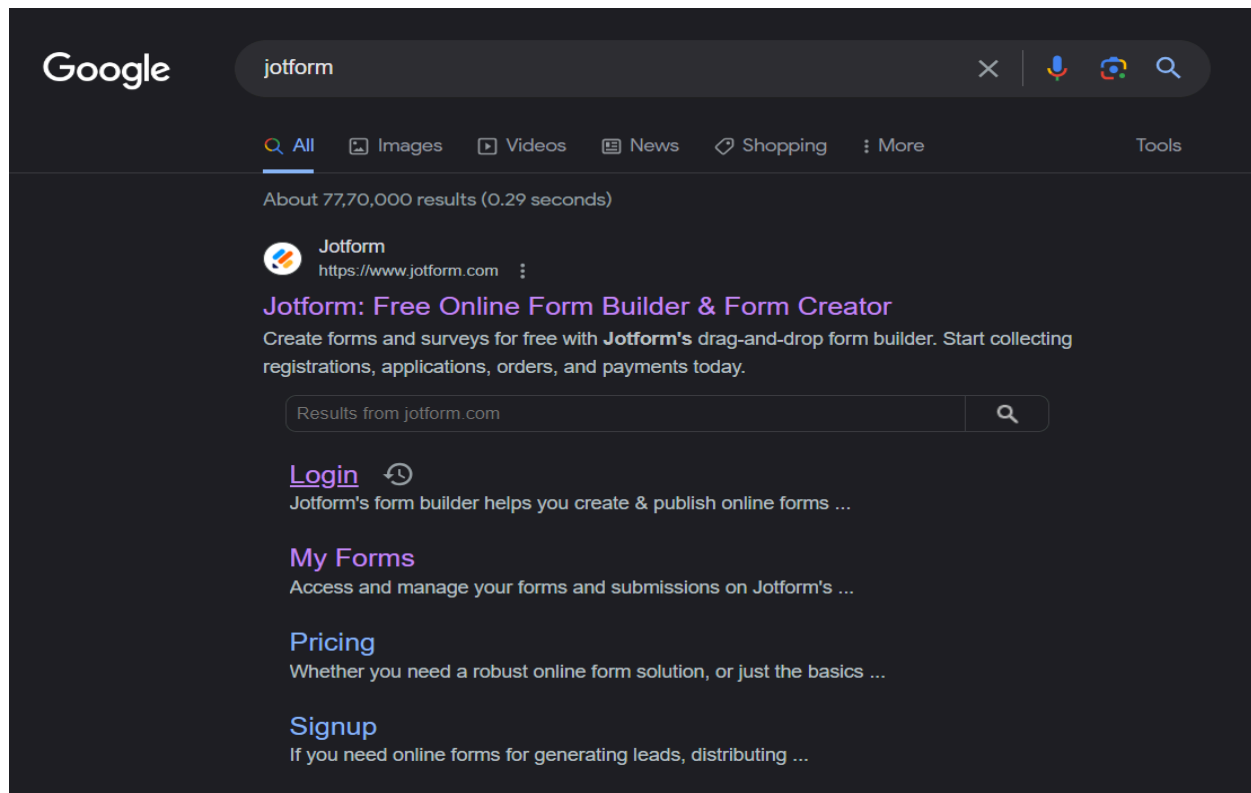 Google
jotform
All Images Videos News Shopping More Tools
About 77,70,000 results (0.29 seconds)
Jotform
https://www.jotform.com
Jotform: Free Online Form Builder & Form Creator
Create forms and surveys for free with Jotform's drag-and-drop form builder. Start collecting
registrations, applications, orders, and payments today.
Results from jotform.com
Login
Jotform's form builder helps you create & publish online forms ...
My Forms
Access and manage your forms and submissions on Jotform's ...
Pricing
Whether you need a robust online form solution, or just the basics ...
Signup
If you need online forms for generating leads, distributing ...